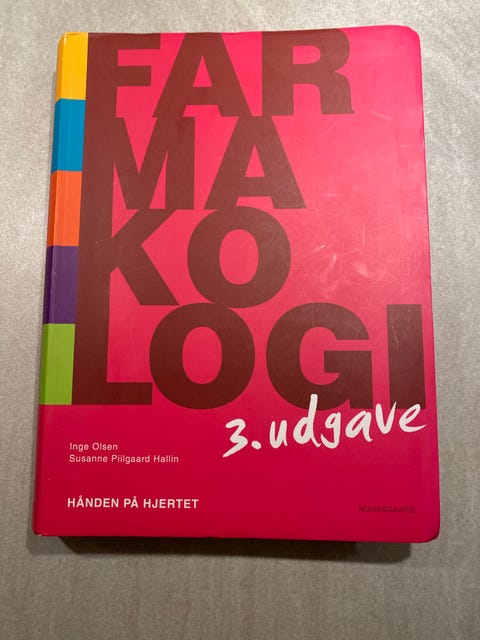 FAR
MA
KO
LOGI
3. udgave
Inge Olsen
Susanne Piilgaard Hallin
HÅNDEN PÅ HJERTET
MUNKSGAARD